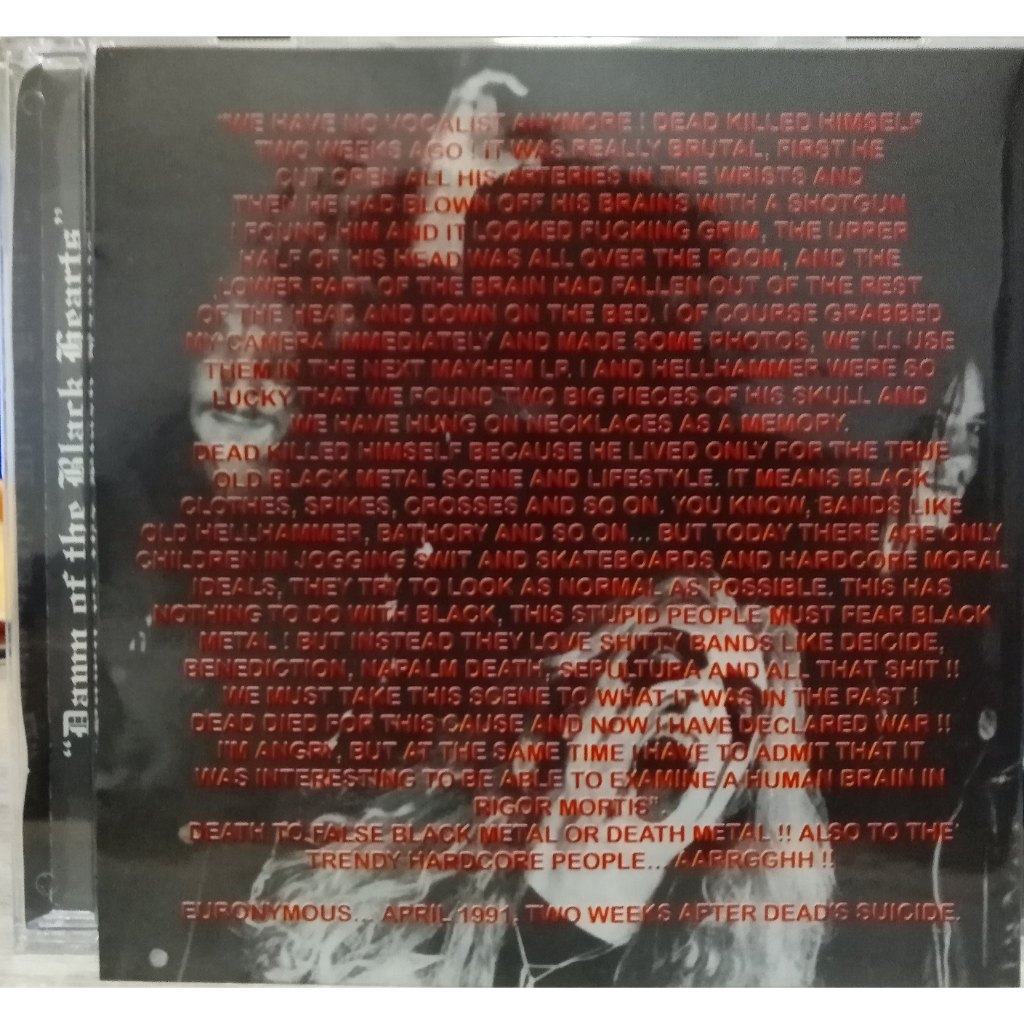 "Dawn of the Black Hearts"
"WE HAVE NO VOCALIST ANYMORE ! DEAD KILLED HIMSELF
TWO WEEKS AGO ! IT WAS REALLY BRUTAL, FIRST HE
CUT OPEN ALL HIS ARTERIES IN THE WRISTS AND
THEN HE HAD BLOWN OFF HIS BRAINS WITH A SHOTGUN
I FOUND HIM AND IT LOOKED FUCKING GRIM, THE UPPER
HALF OF HIS HEAD WAS ALL OVER THE ROOM, AND THE
LOWER PART OF THE BRAIN HAD FALLEN OUT OF THE REST
OF THE HEAD AND DOWN ON THE BED. I OF COURSE GRABBED
MY CAMERA IMMEDIATELY AND MADE SOME PHOTOS, WE' LL USE
THEM IN THE NEXT MAYHEM LP. I AND HELLHAMMER WERE SO
LUCKY THAT WE FOUND TWO BIG PIECES OF HIS SKULL AND
WE HAVE HUNG ON NECKLACES AS A MEMORY.
DEAD KILLED HIMSELF BECAUSE HE LIVED ONLY FOR THE TRUE
OLD BLACK METAL SCENE AND LIFESTYLE. IT MEANS BLACK
CLOTHES, SPIKES, CROSSES AND SO ON. YOU KNOW, BANDS LIKE
OLD HELLHAMMER, BATHORY AND SO ON... BUT TODAY THERE ARE ONLY
CHILDREN IN JOGGING SWIT AND SKATEBOARDS AND HARDCORE MORAL
IDEALS, THEY TRY TO LOOK AS NORMAL AS POSSIBLE. THIS HAS
NOTHING TO DO WITH BLACK, THIS STUPID PEOPLE MUST FEAR BLACK
METAL ! BUT INSTEAD THEY LOVE SHITTY BANDS LIKE DEICIDE,
BENEDICTION, NAPALM DEATH, SEPULTURA AND ALL THAT SHIT !!
WE MUST TAKE THIS SCENE TO WHAT IT WAS IN THE PAST !
DEAD DIED FOR THIS CAUSE AND NOW I HAVE DECLARED WAR !!
I'M ANGRY, BUT AT THE SAME TIME I HAVE TO ADMIT THAT IT
WAS INTERESTING TO BE ABLE TO EXAMINE A HUMAN BRAIN IN
RIGOR MORTIS"
DEATH TO FALSE BLACK METAL OR DEATH METAL !! ALSO TO THE
TRENDY HARDCORE PEOPLE... AARRGGHH !!
EURONYMOUS... APRIL 1991, TWO WEEKS AFTER DEAD'S SUICIDE.